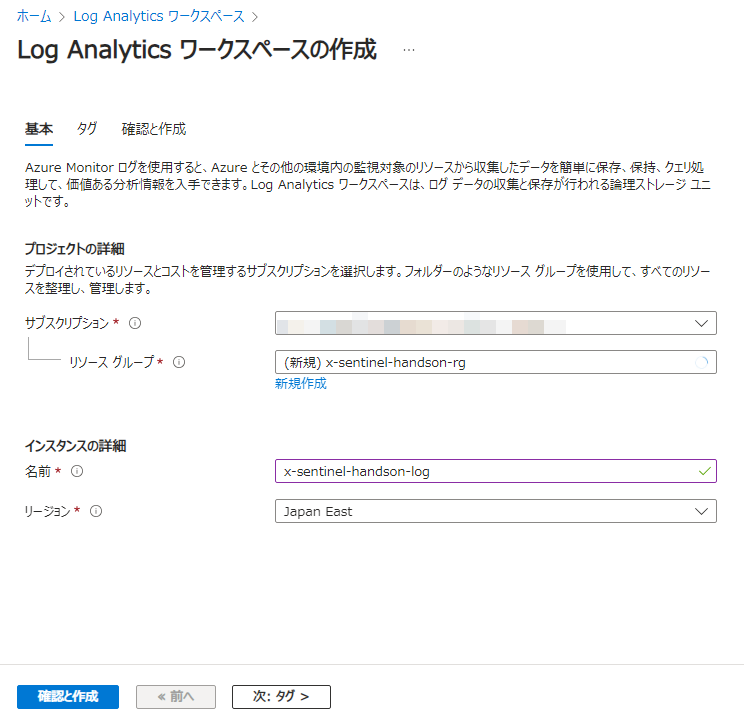 ホーム > Log Analytics ワークスペース >
Log Analytics ワークスペースの作成 …
基本 タグ 確認と作成
Azure Monitor ログを使用すると、Azure とその他の環境内の監視対象のリソースから収集したデータを簡単に保存、保持、クエリ処
理して、価値ある分析情報を入手できます。Log Analytics ワークスペースは、ログ データの収集と保存が行われる論理ストレージ ユニ
ットです。
プロジェクトの詳細
デプロイされているリソースとコストを管理するサブスクリプションを選択します。フォルダーのようなリソース グループを使用して、すべてのリソー
スを整理し、管理します。
サブスクリプション *
リソース グループ * (新規) x-sentinel-handson-rg
新規作成
インスタンスの詳細
名前 * x-sentinel-handson-log
リージョン * Japan East
確認と作成 « 前へ 次: タグ >